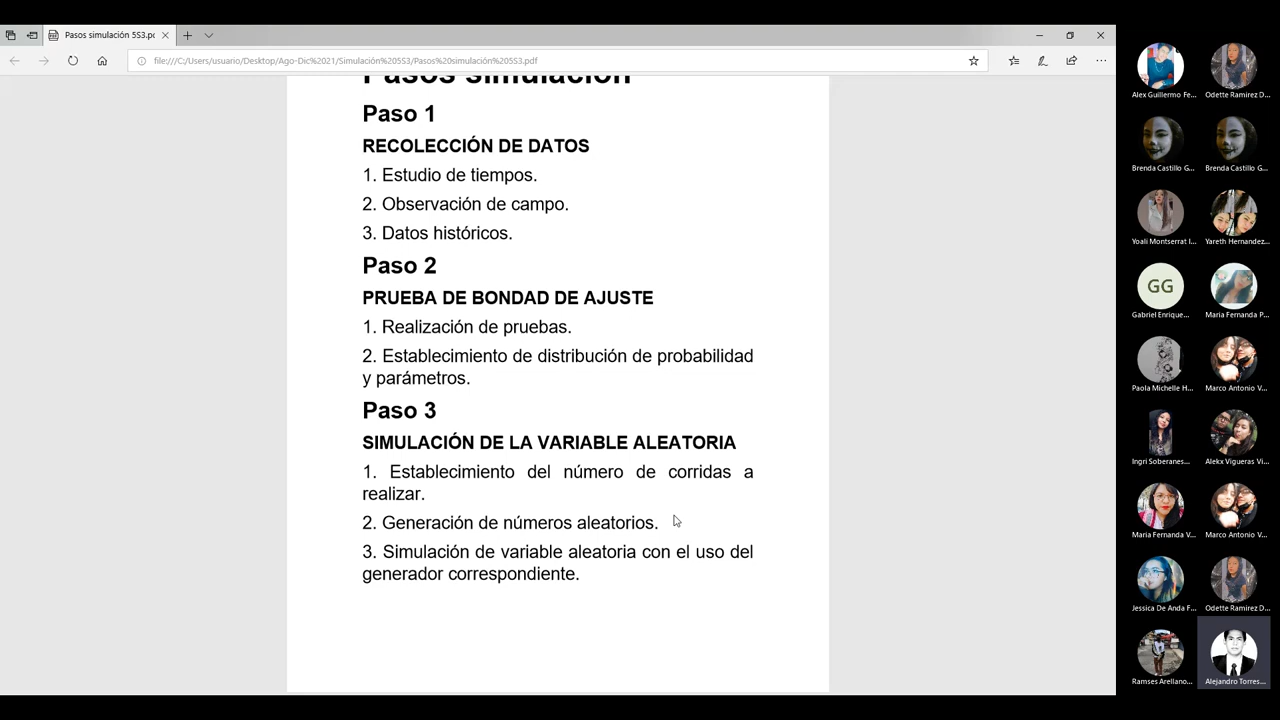 Pasos simulación 5S3.pc
file:///C:/Users/usuario/Desktop/Ago-Dic%2021/Simulación%205S3/Pasos%20simulación%205S3.pdf
Pasos simulación
Paso 1
RECOLECCIÓN DE DATOS
1. Estudio de tiempos.
2. Observación de campo.
3. Datos históricos.
Paso 2
PRUEBA DE BONDAD DE AJUSTE
1. Realización de pruebas.
2. Establecimiento de distribución de probabilidad
y parámetros.
Paso 3
SIMULACIÓN DE LA VARIABLE ALEATORIA
1. Establecimiento del número de corridas a
realizar.
2. Generación de números aleatorios.
3. Simulación de variable aleatoria con el uso del
generador correspondiente.
Alex Guillermo Fe...
Odette Ramirez D...
Brenda Castillo G...
Brenda Castillo G...
Yoali Montserrat I...
Yareth Hernandez...
GG
Gabriel Enrique...
Maria Fernanda P...
Paola Michelle H...
Marco Antonio V...
Ingri Soberanes...
Alekx Vigueras Vi...
Maria Fernanda V...
Marco Antonio V...
Jessica De Anda F...
Odette Ramirez D...
Ramses Arellano...
Alejandro Torres...